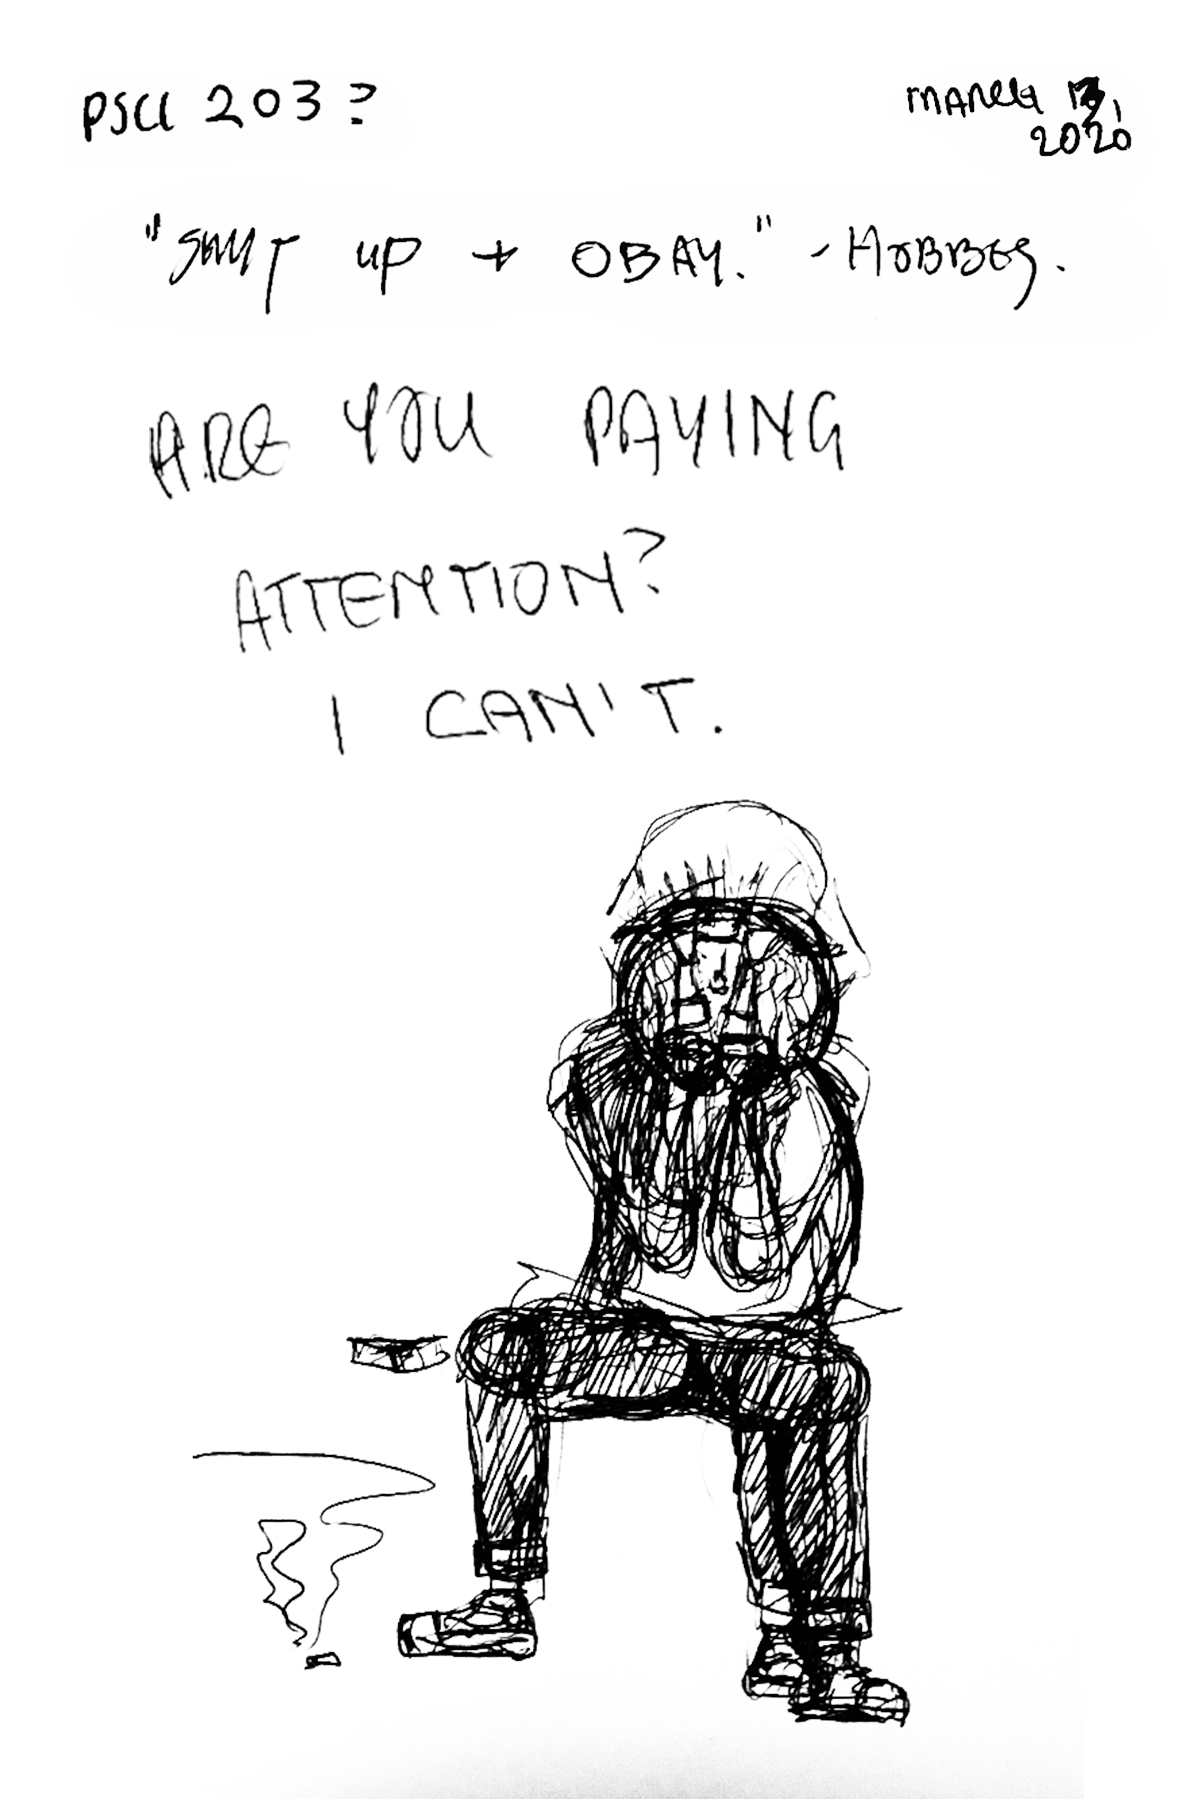 PSCI 203?
MARCH 13,
2020
"SHUT UP + OBAY." - HOBBES.
ARE YOU PAYING
ATTENTION?
I CAN'T.